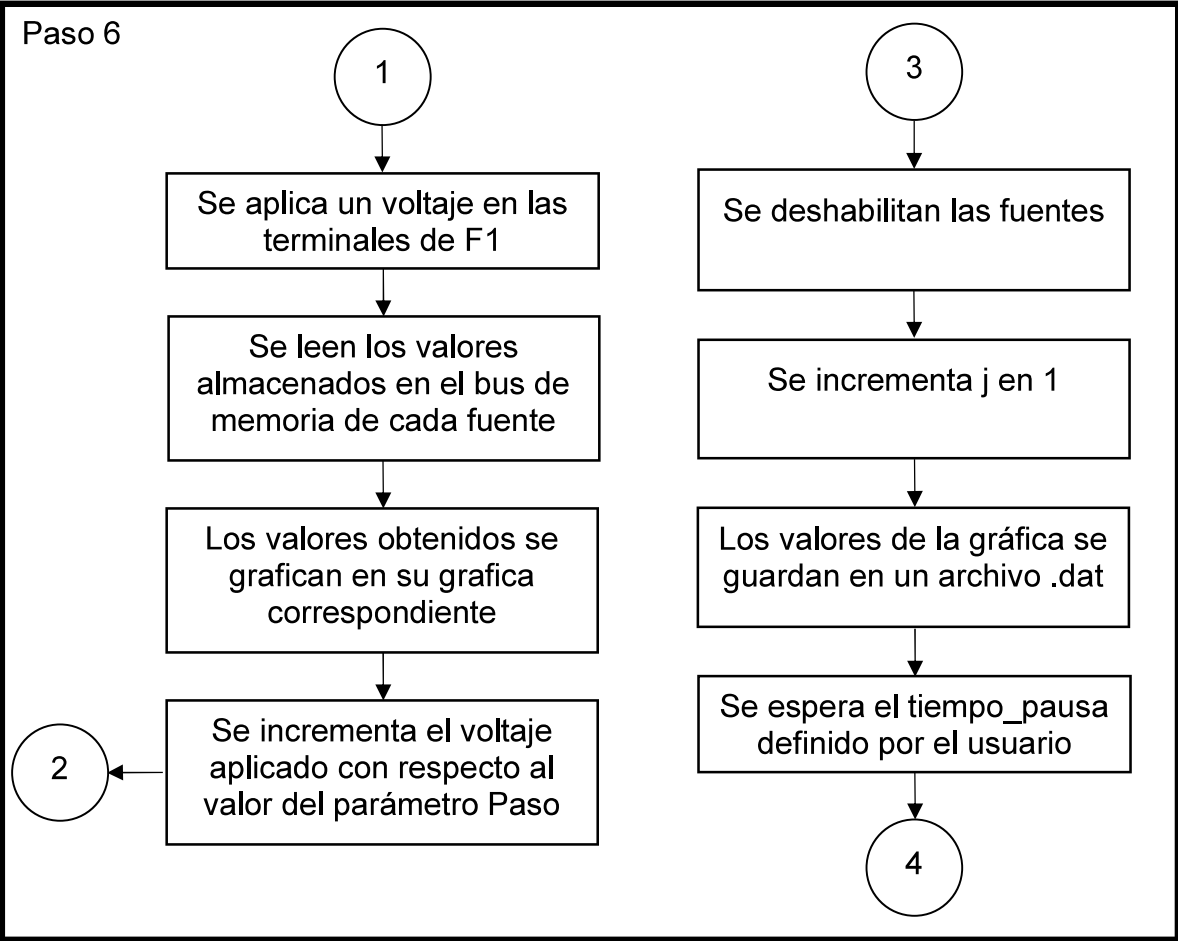 Paso 6
1
Se aplica un voltaje en las
terminales de F1
Se leen los valores
almacenados en el bus de
memoria de cada fuente
Los valores obtenidos se
grafican en su grafica
correspondiente
Se incrementa el voltaje
aplicado con respecto al
valor del parámetro Paso
2
3
Se deshabilitan las fuentes
Se incrementa j en 1
Los valores de la gráfica se
guardan en un archivo .dat
Se espera el tiempo_pausa
definido por el usuario
4